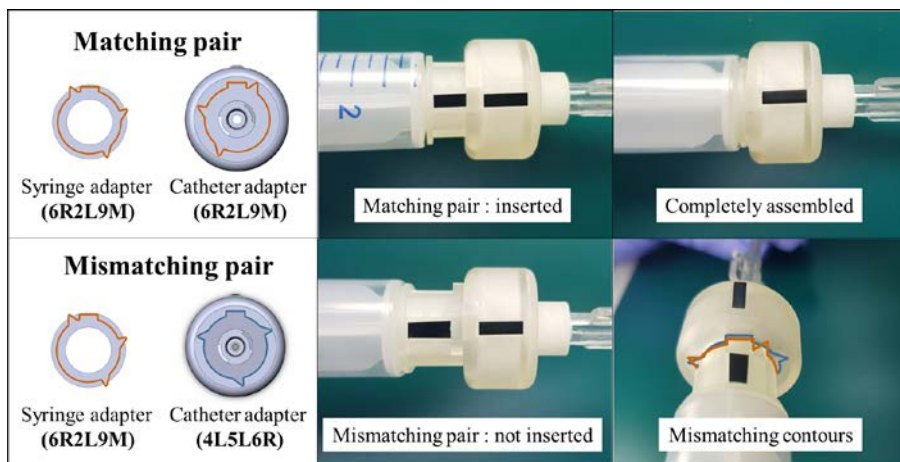 Matching pair
Syringe adapter
(6R2L9M)
Catheter adapter
(6R2L9M)
2
Matching pair : inserted
Completely assembled
Mismatching pair
Syringe adapter
(6R2L9M)
Catheter adapter
(4L5L6R)
Mismatching pair : not inserted
Mismatching contours